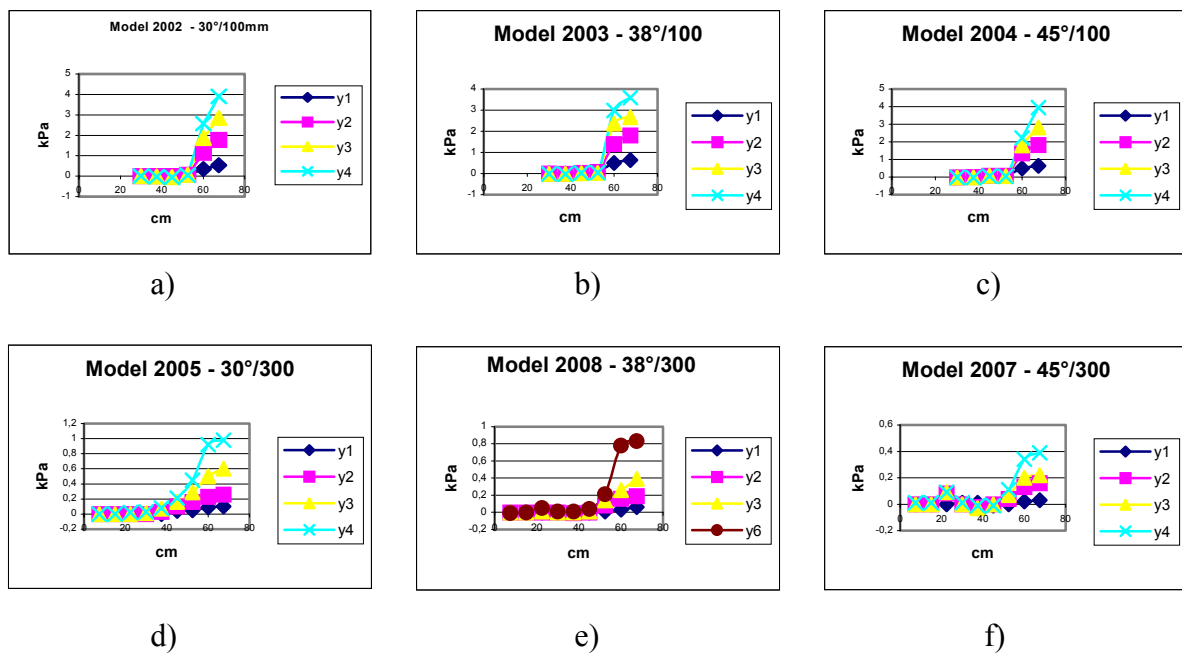 Model 2002 - 30°/100mm
5
4
3
2
1
0
-1
0 20 40 60 80
kPa
cm
y1
y2
y3
y4
a)
Model 2003 - 38°/100
4
3
2
1
0
-1
0 20 40 60 80
kPa
cm
y1
y2
y3
y4
b)
Model 2004 - 45°/100
5
4
3
2
1
0
-1
0 20 40 60 80
kPa
cm
y1
y2
y3
y4
c)
Model 2005 - 30°/300
1,2
1
0,8
0,6
0,4
0,2
0
-0,2
0 20 40 60 80
kPa
cm
y1
y2
y3
y4
d)
Model 2008 - 38°/300
1
0,8
0,6
0,4
0,2
0
-0,2
0 20 40 60 80
kPa
cm
y1
y2
y3
y6
e)
Model 2007 - 45°/300
0,6
0,4
0,2
0
-0,2
0 20 40 60 80
kPa
cm
y1
y2
y3
y4
f)